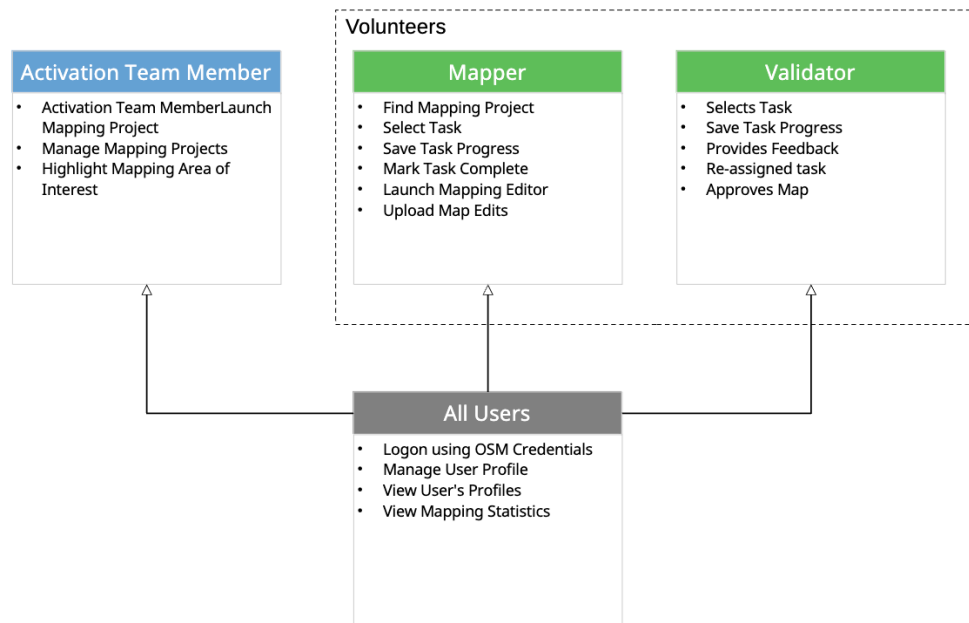 Volunteers
Activation Team Member
• Activation Team MemberLaunch
Mapping Project
• Manage Mapping Projects
• Highlight Mapping Area of
Interest
Mapper
• Find Mapping Project
• Select Task
• Save Task Progress
• Mark Task Complete
• Launch Mapping Editor
• Upload Map Edits
Validator
• Selects Task
• Save Task Progress
• Provides Feedback
• Re-assigned task
• Approves Map
All Users
• Logon using OSM Credentials
• Manage User Profile
• View User's Profiles
• View Mapping Statistics